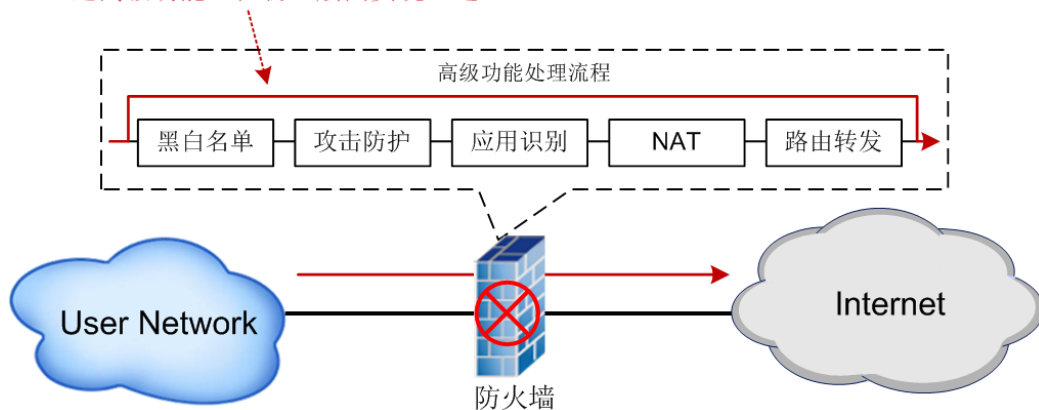 高级功能处理流程
黑白名单
攻击防护
应用识别
NAT
路由转发
User Network
Internet
防火墙